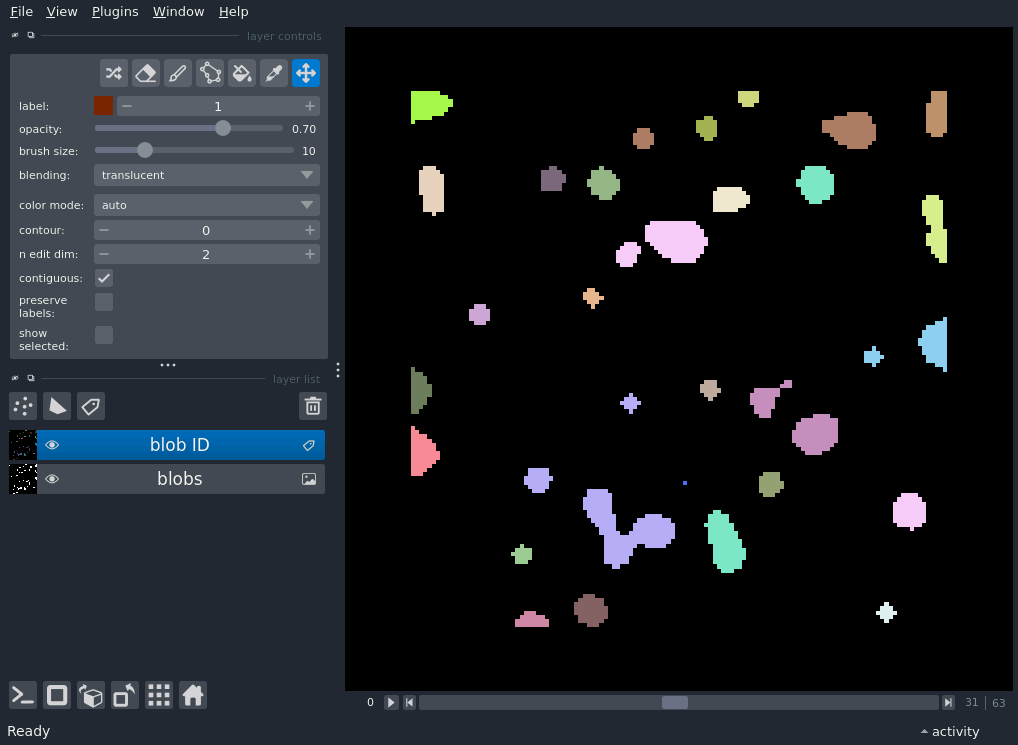 File View Plugins Window Help
layer controls
label: 1
opacity: 0.70
brush size: 10
blending: translucent
color mode: auto
contour: 0
n edit dim: 2
contiguous:
preserve
labels:
show
selected:
layer list
blob ID
blobs
0 31 | 63
Ready activity